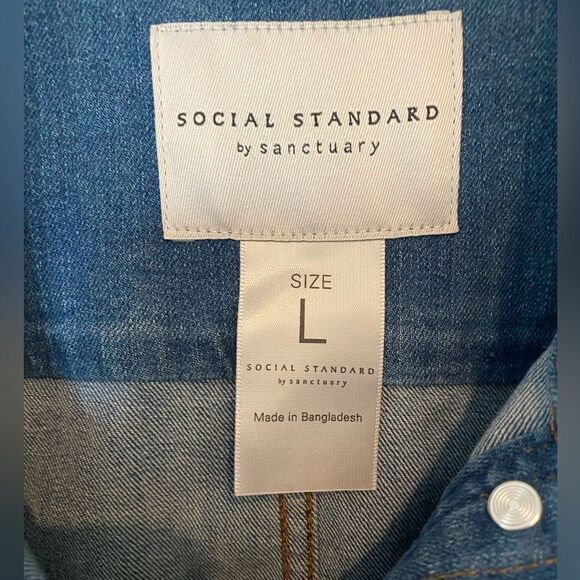 SOCIAL STANDARD
by sanctuary
SIZE
L
SOCIAL STANDARD
by sanctuary
Made in Bangladesh